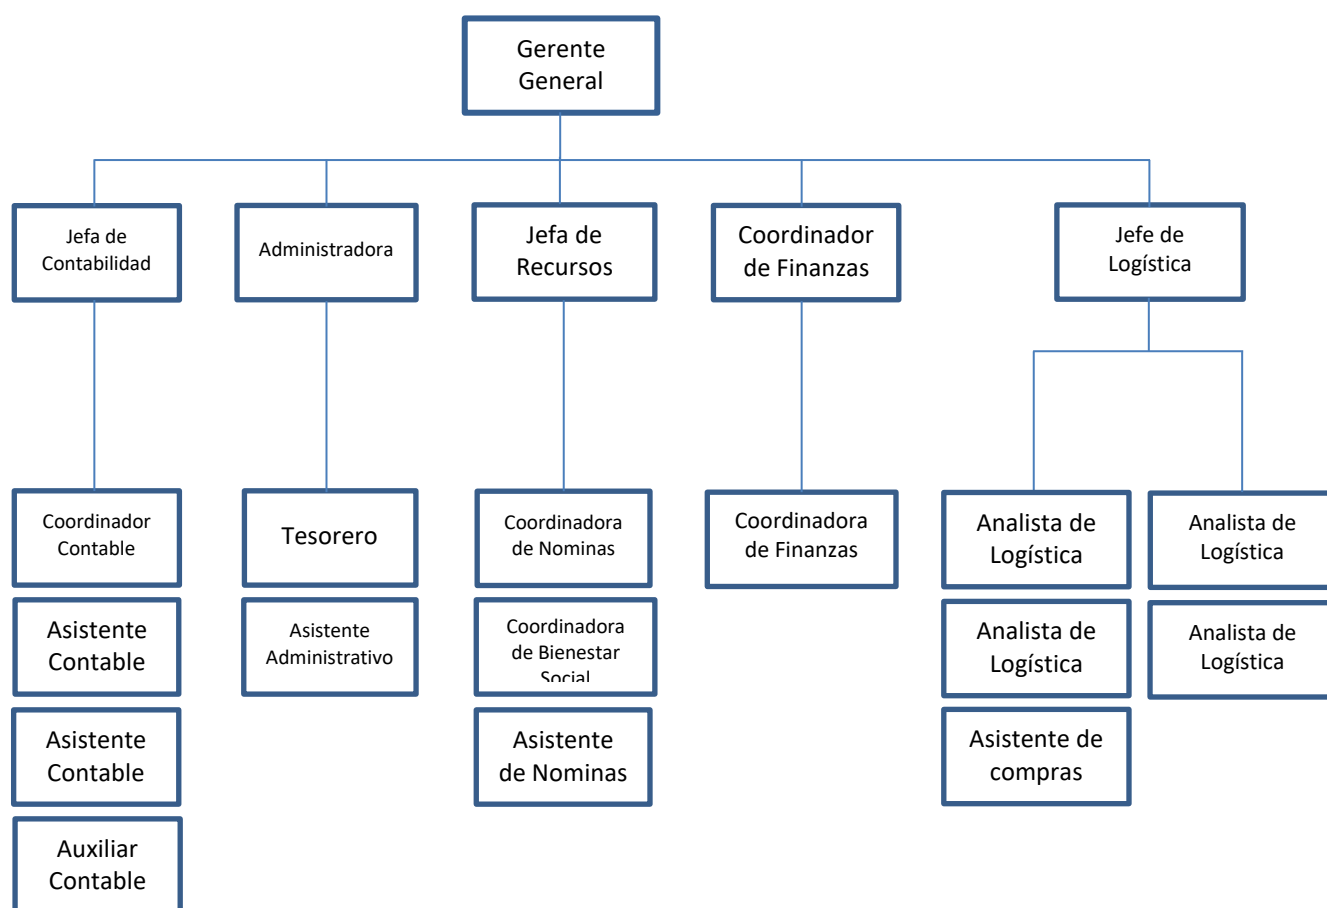 Gerente
General
Jefa de
Contabilidad
Administradora
Jefa de
Recursos
Coordinador
de Finanzas
Jefe de
Logística
Coordinador
Contable
Tesorero
Coordinadora
de Nominas
Coordinadora
de Finanzas
Analista de
Logística
Analista de
Logística
Asistente
Contable
Asistente
Administrativo
Coordinadora
de Bienestar
Social
Analista de
Logística
Analista de
Logística
Asistente
Contable
Asistente
de Nominas
Asistente de
compras
Auxiliar
Contable